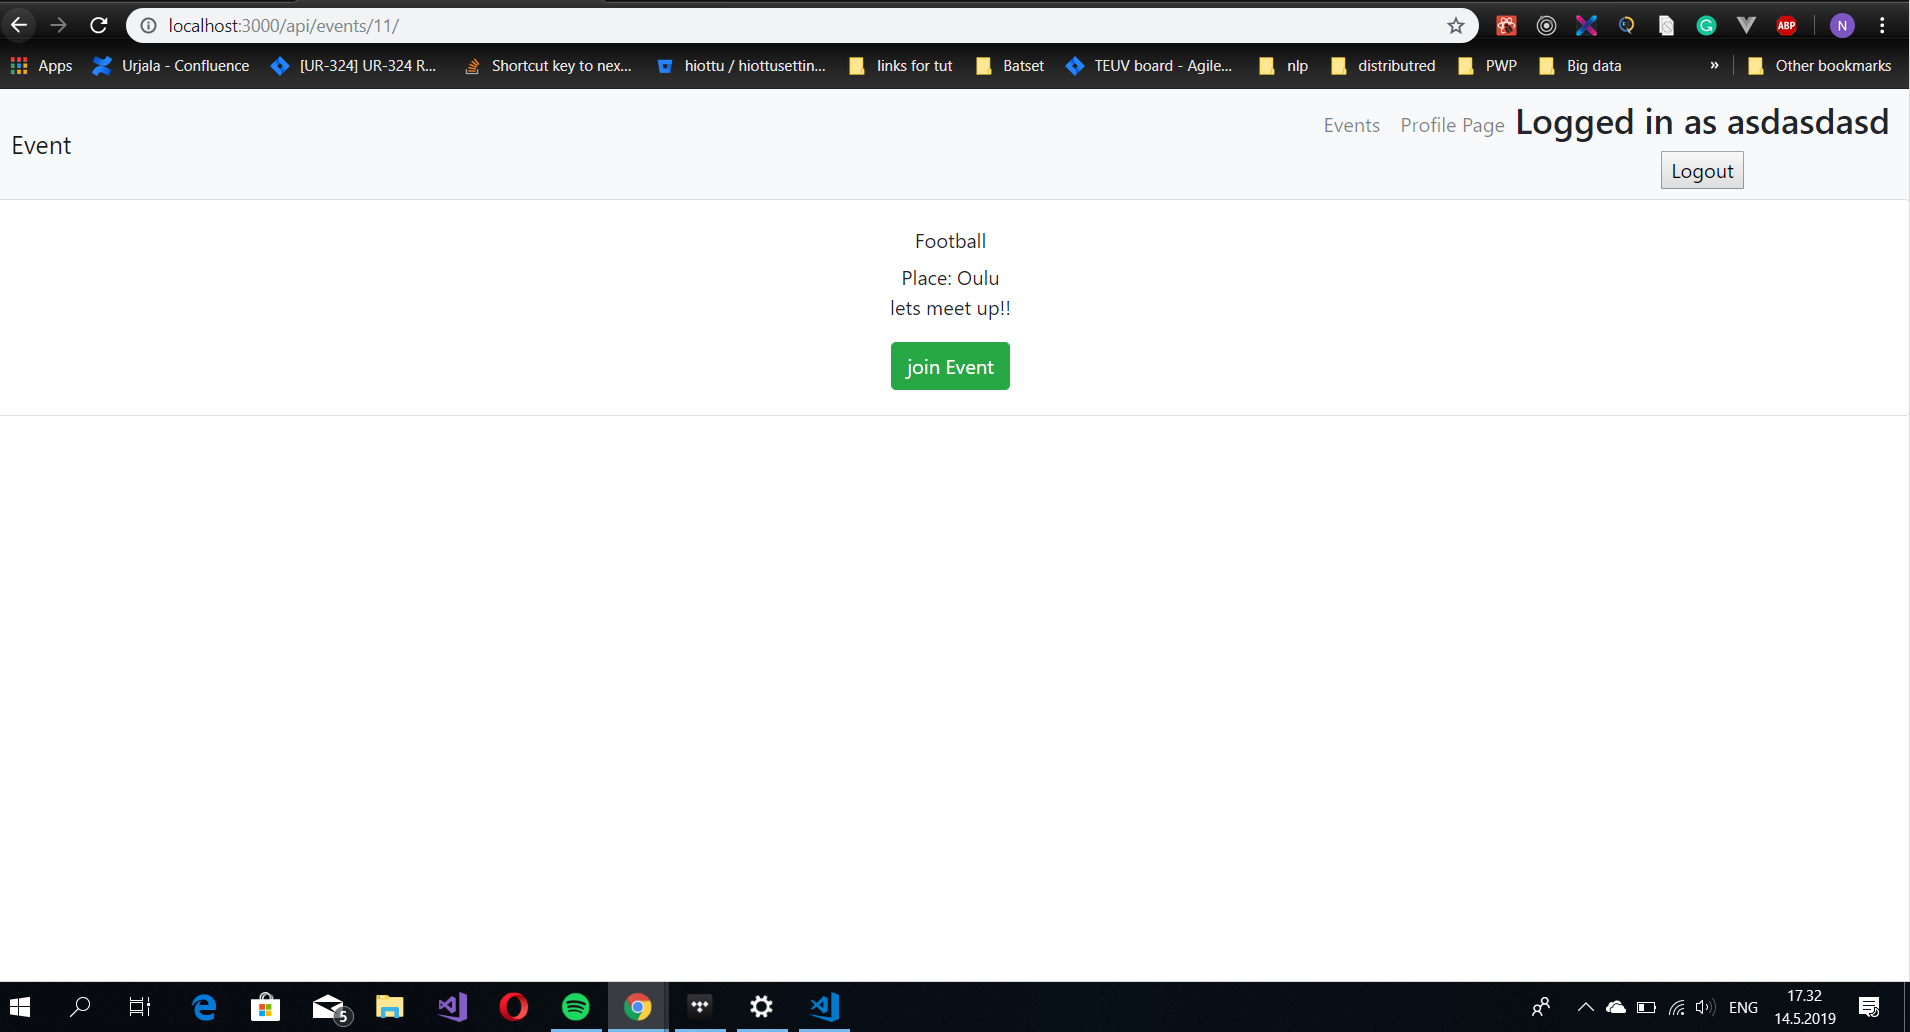 localhost:3000/api/events/11/
ABP
N
Apps
Urjala - Confluence
[UR-324] UR-324 R...
Shortcut key to nex...
hiottu / hiottusettin...
links for tut
Batset
TEUV board - Agile...
nlp
distributred
PWP
Big data
»
Other bookmarks
Event
Events
Profile Page
Logged in as asdasdasd
Logout
Football
Place: Oulu
lets meet up!!
join Event
5
ENG
17.32
14.5.2019